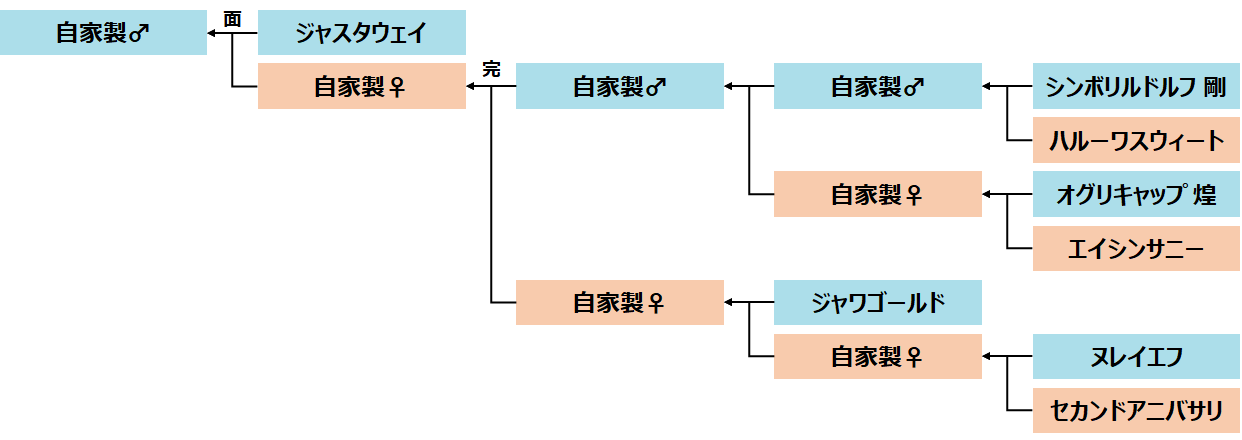 面
自家製♂
ジャスタウェイ
完
自家製♀
自家製♂
自家製♂
シンボリルドルフ 剛
ハルーワスウィート
自家製♀
オグリキャップ 煌
エイシンサニー
自家製♀
ジャワゴールド
自家製♀
ヌレイエフ
セカンドアニバサリ